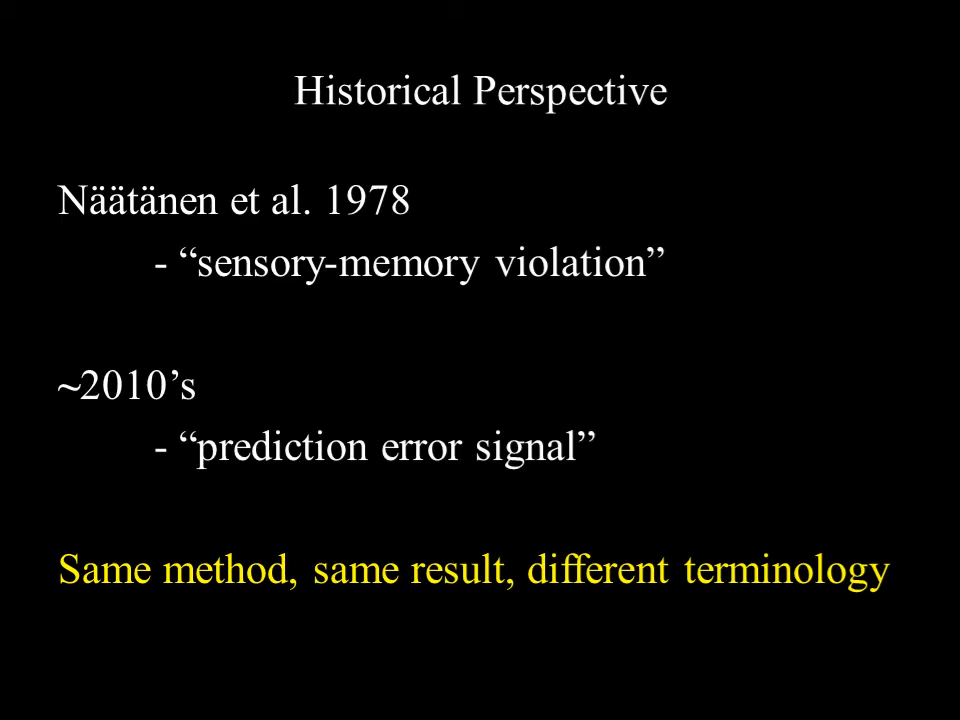 Historical Perspective
Näätänen et al. 1978
- “sensory-memory violation”
~2010’s
- “prediction error signal”
Same method, same result, different terminology